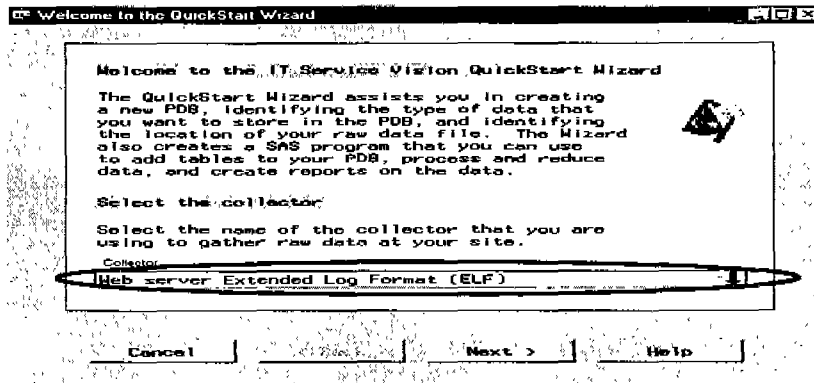 Welcome to the QuickStart Wizard
Welcome to the IT Service Vision QuickStart Wizard
The QuickStart Wizard assists you in creating
a new PDB, identifying the type of data that
you want to store in the PDB, and identifying
the location of your raw data file. The Wizard
also creates a SAS program that you can use
to add tables to your PDB, process and reduce
data, and create reports on the data.
Select the collector
Select the name of the collector that you are
using to gather raw data at your site.
Collector
Web server Extended Log Format (ELF)
Cancel
Next >
Help